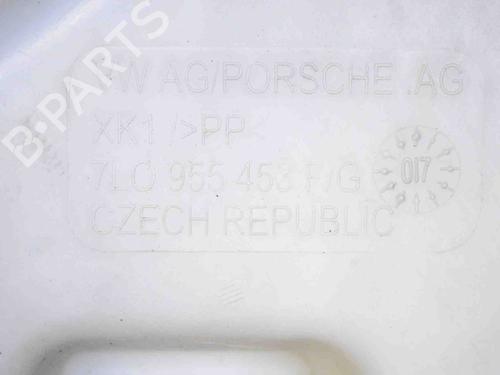 B-PARTS
VW AG/PORSCHE AG
XK1 />PP<
7L0 955 453 F/G
017
CZECH REPUBLIC